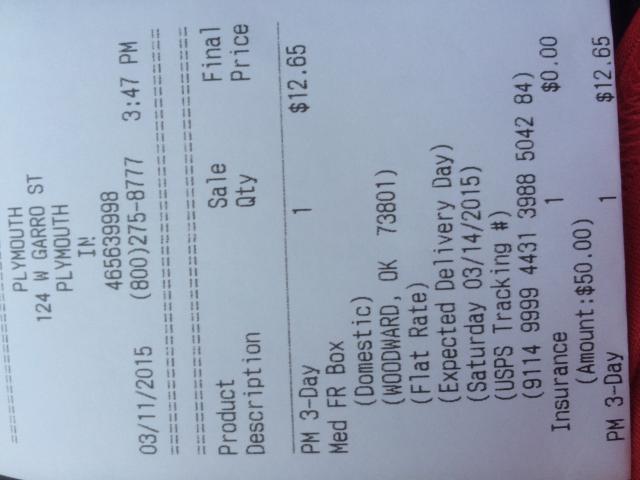 ========================================
PLYMOUTH
124 W GARRO ST
PLYMOUTH
IN
465639998
03/11/2015 (800)275-8777 3:47 PM
========================================
========================================
Product Sale Final
Description Qty Price
----------------------------------------
PM 3-Day 1 $12.65
Med FR Box
(Domestic)
(WOODWARD, OK 73801)
(Flat Rate)
(Expected Delivery Day)
(Saturday 03/14/2015)
(USPS Tracking #)
(9114 9999 4431 3988 5042 84)
Insurance 1 $0.00
(Amount:$50.00)
PM 3-Day 1 $12.65